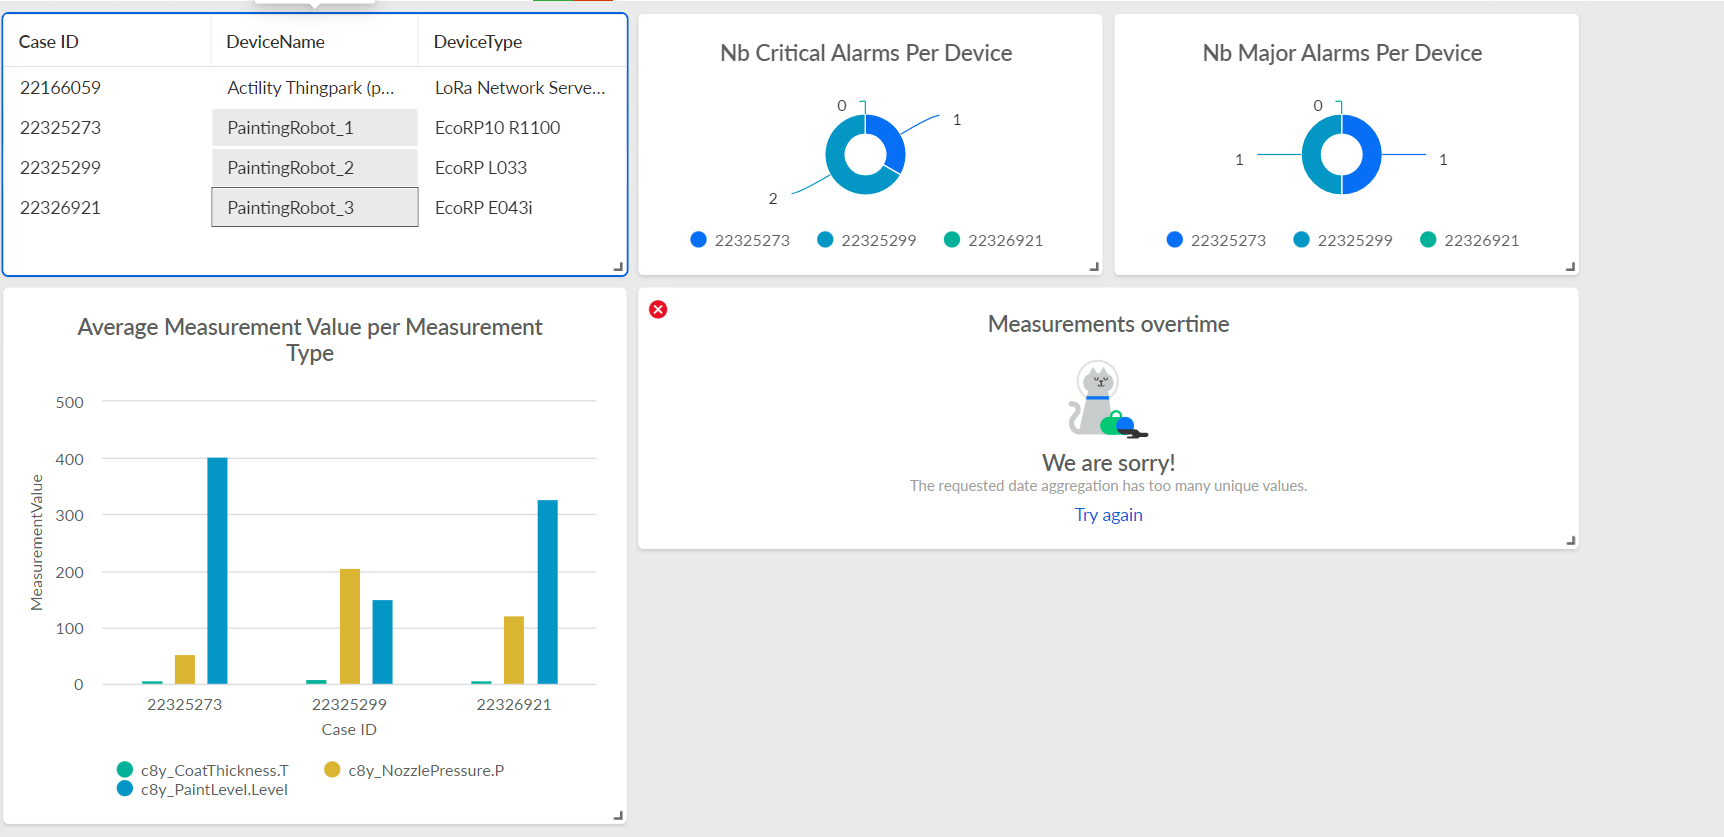 Case ID DeviceName DeviceType
22166059 Actility Thingpark (p... LoRa Network Serve...
22325273 PaintingRobot_1 EcoRP10 R1100
22325299 PaintingRobot_2 EcoRP L033
22326921 PaintingRobot_3 EcoRP E043i
Nb Critical Alarms Per Device
0
1
2
22325273 22325299 22326921
Nb Major Alarms Per Device
0
1 1
22325273 22325299 22326921
Average Measurement Value per Measurement
Type
500
400
300
200
100
0
MeasurementValue
22325273 22325299 22326921
Case ID
c8y_CoatThickness.T c8y_NozzlePressure.P
c8y_PaintLevel.Level
Measurements overtime
We are sorry!
The requested date aggregation has too many unique values.
Try again